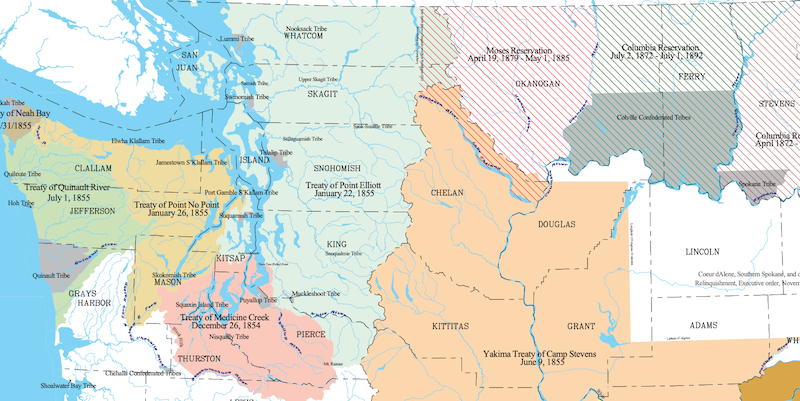 Nooksack Tribe
WHATCOM
Lummi Tribe
SAN
JUAN
Moses Reservation
April 19, 1879 - May 1, 1885
Columbia Reservation
July 2, 1872 - July 1, 1892
OKANOGAN
FERRY
STEVENS
Upper Skagit Tribe
Samish Tribe
SKAGIT
Swinomish Tribe
kah Tribe
y of Neah Bay
/31/1855
Colville Confederated Tribes
Columbia Re
April 1872 -
Sauk-Suiattle Tribe
Elwha Klallam Tribe
Stillaguamish Tribe
Tulalip Tribe
Jamestown S'Klallam Tribe
ISLAND
CLALLAM
SNOHOMISH
Quileute Tribe
Treaty of Quinault River
July 1, 1855
Treaty of Point Elliott
January 22, 1855
Port Gamble S'Klallam Tribe
CHELAN
Spokane Tribe
Hoh Tribe
JEFFERSON
Treaty of Point No Point
January 26, 1855
Suquamish Tribe
DOUGLAS
KING
Snoqualmie Tribe
KITSAP
LINCOLN
Quinault Tribe
Skokomish Tribe
MASON
Coeur dAlene, Southern Spokane, and c
Relinquishment, Executive order, Novem
GRAYS
HARBOR
Muckleshoot Tribe
Puyallup Tribe
Squaxin Island Tribe
Treaty of Medicine Creek
December 26, 1854
Nisqually Tribe
PIERCE
KITTITAS
GRANT
ADAMS
WH
THURSTON
Yakima Treaty of Camp Stevens
June 9, 1855
Mt. Rainier
Chehalis Confederated Tribes
Shoalwater Bay Tribe
LEWIS